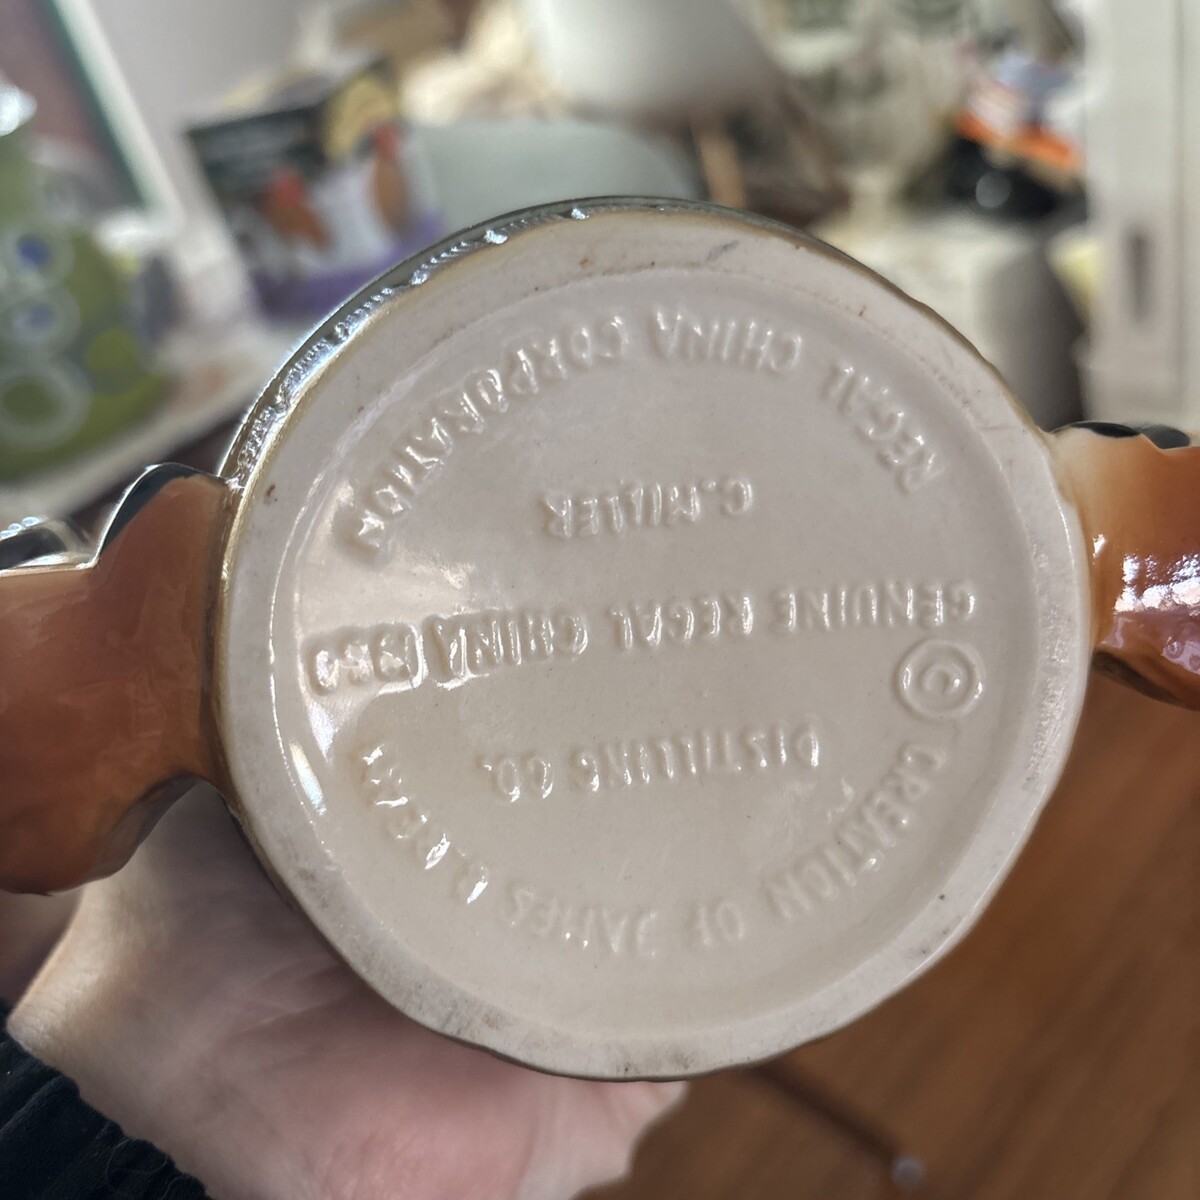 © CREATION OF JAMES B. BEAM
DISTILLING CO.
GENUINE REGAL CHINA
C. MILLER
REGAL CHINA CORPORATION